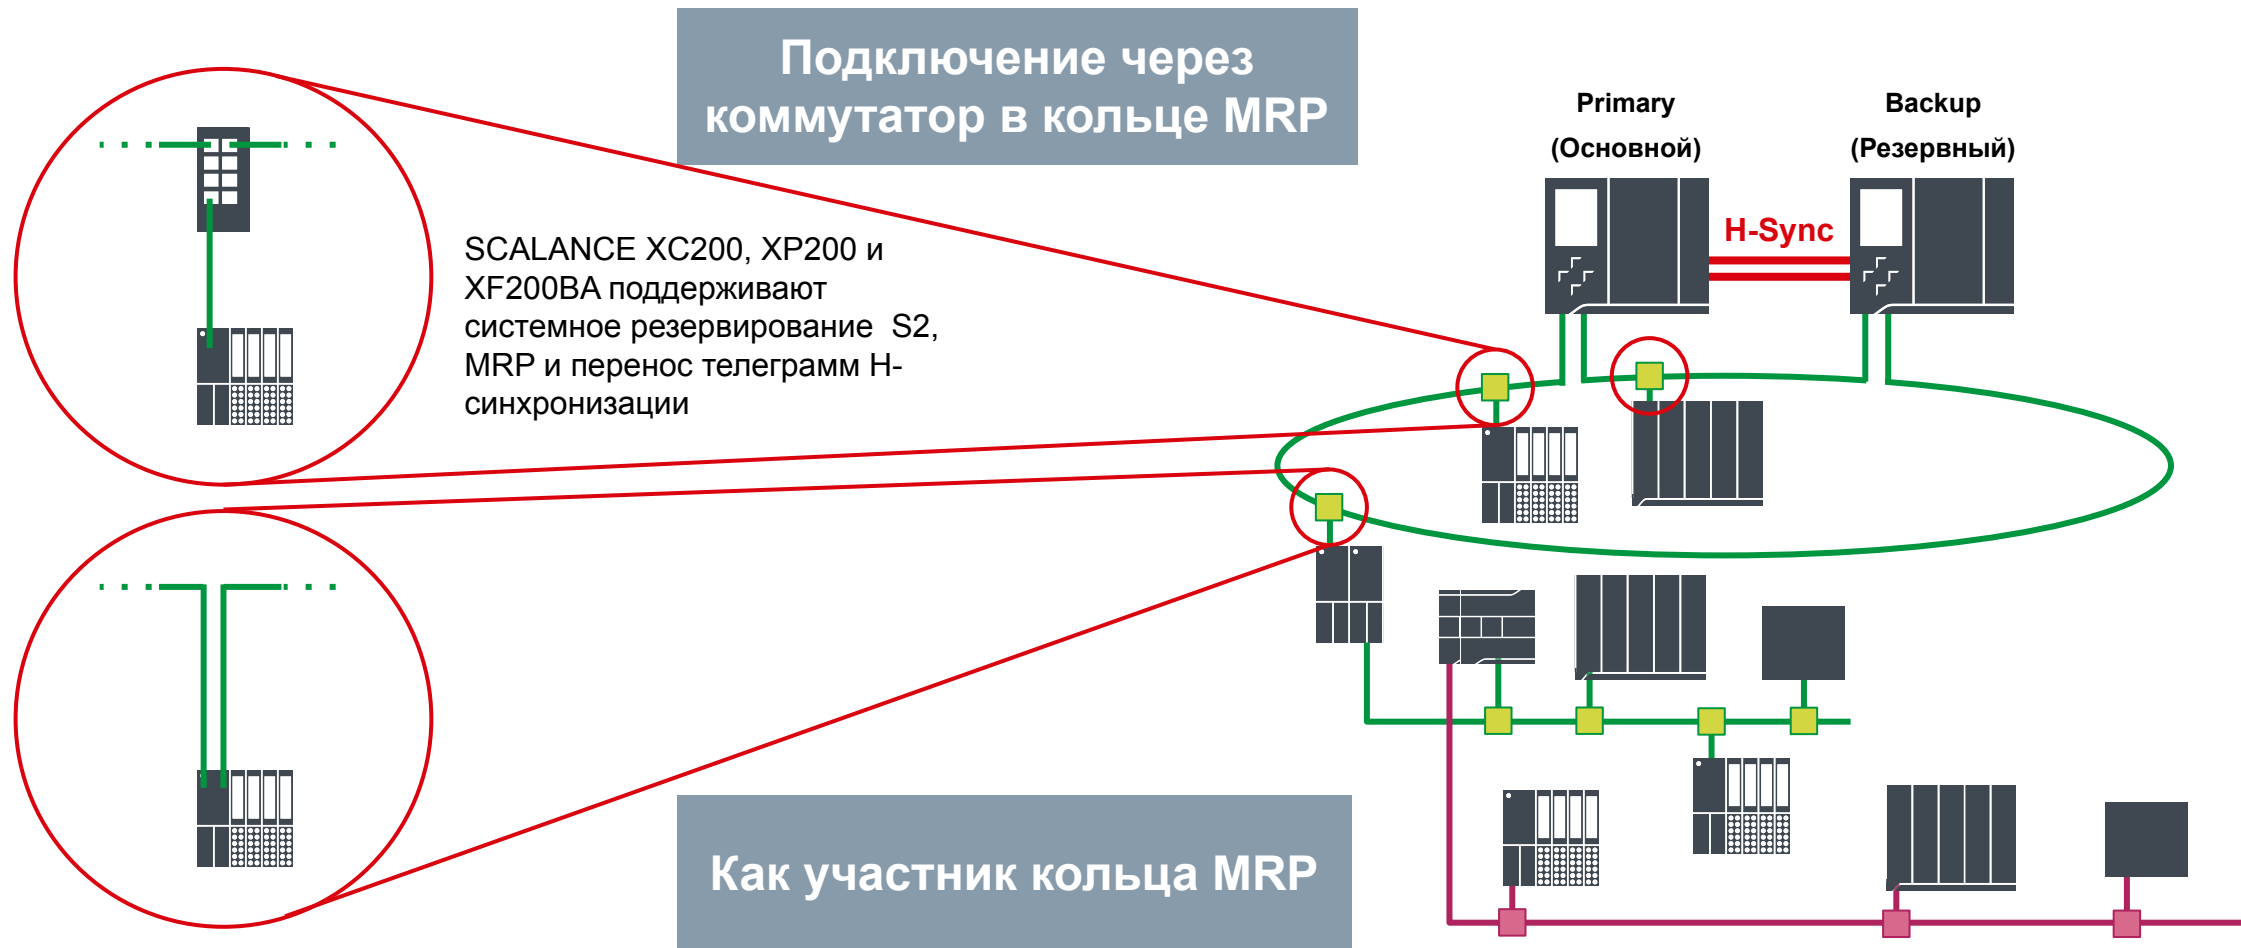 Подключение через
коммутатор в кольце MRP
Primary
(Основной)
Backup
(Резервный)
H-Sync
SCALANCE XC200, XP200 и
XF200BA поддерживают
системное резервирование S2,
MRP и перенос телеграмм H-
синхронизации
Как участник кольца MRP